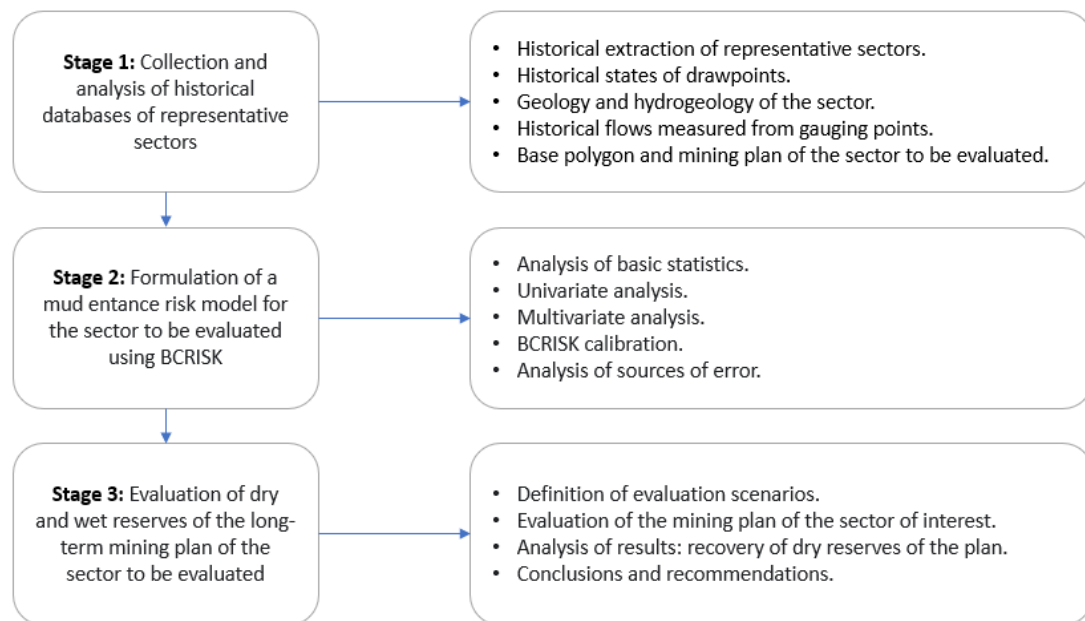 Stage 1: Collection and
analysis of historical
databases of representative
sectors
• Historical extraction of representative sectors.
• Historical states of drawpoints.
• Geology and hydrogeology of the sector.
• Historical flows measured from gauging points.
• Base polygon and mining plan of the sector to be evaluated.
Stage 2: Formulation of a
mud entance risk model for
the sector to be evaluated
using BCRISK
• Analysis of basic statistics.
• Univariate analysis.
• Multivariate analysis.
• BCRISK calibration.
• Analysis of sources of error.
Stage 3: Evaluation of dry
and wet reserves of the long-
term mining plan of the
sector to be evaluated
• Definition of evaluation scenarios.
• Evaluation of the mining plan of the sector of interest.
• Analysis of results: recovery of dry reserves of the plan.
• Conclusions and recommendations.